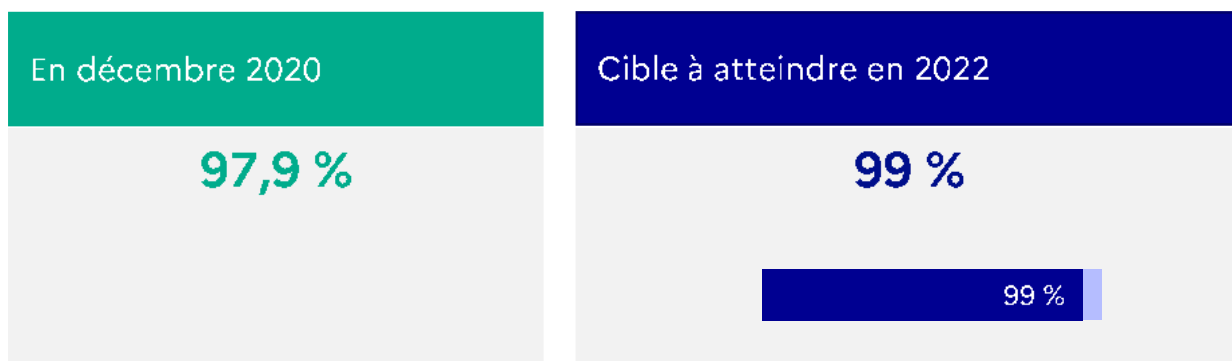 En décembre 2020
97,9 %
Cible à atteindre en 2022
99 %
99 %